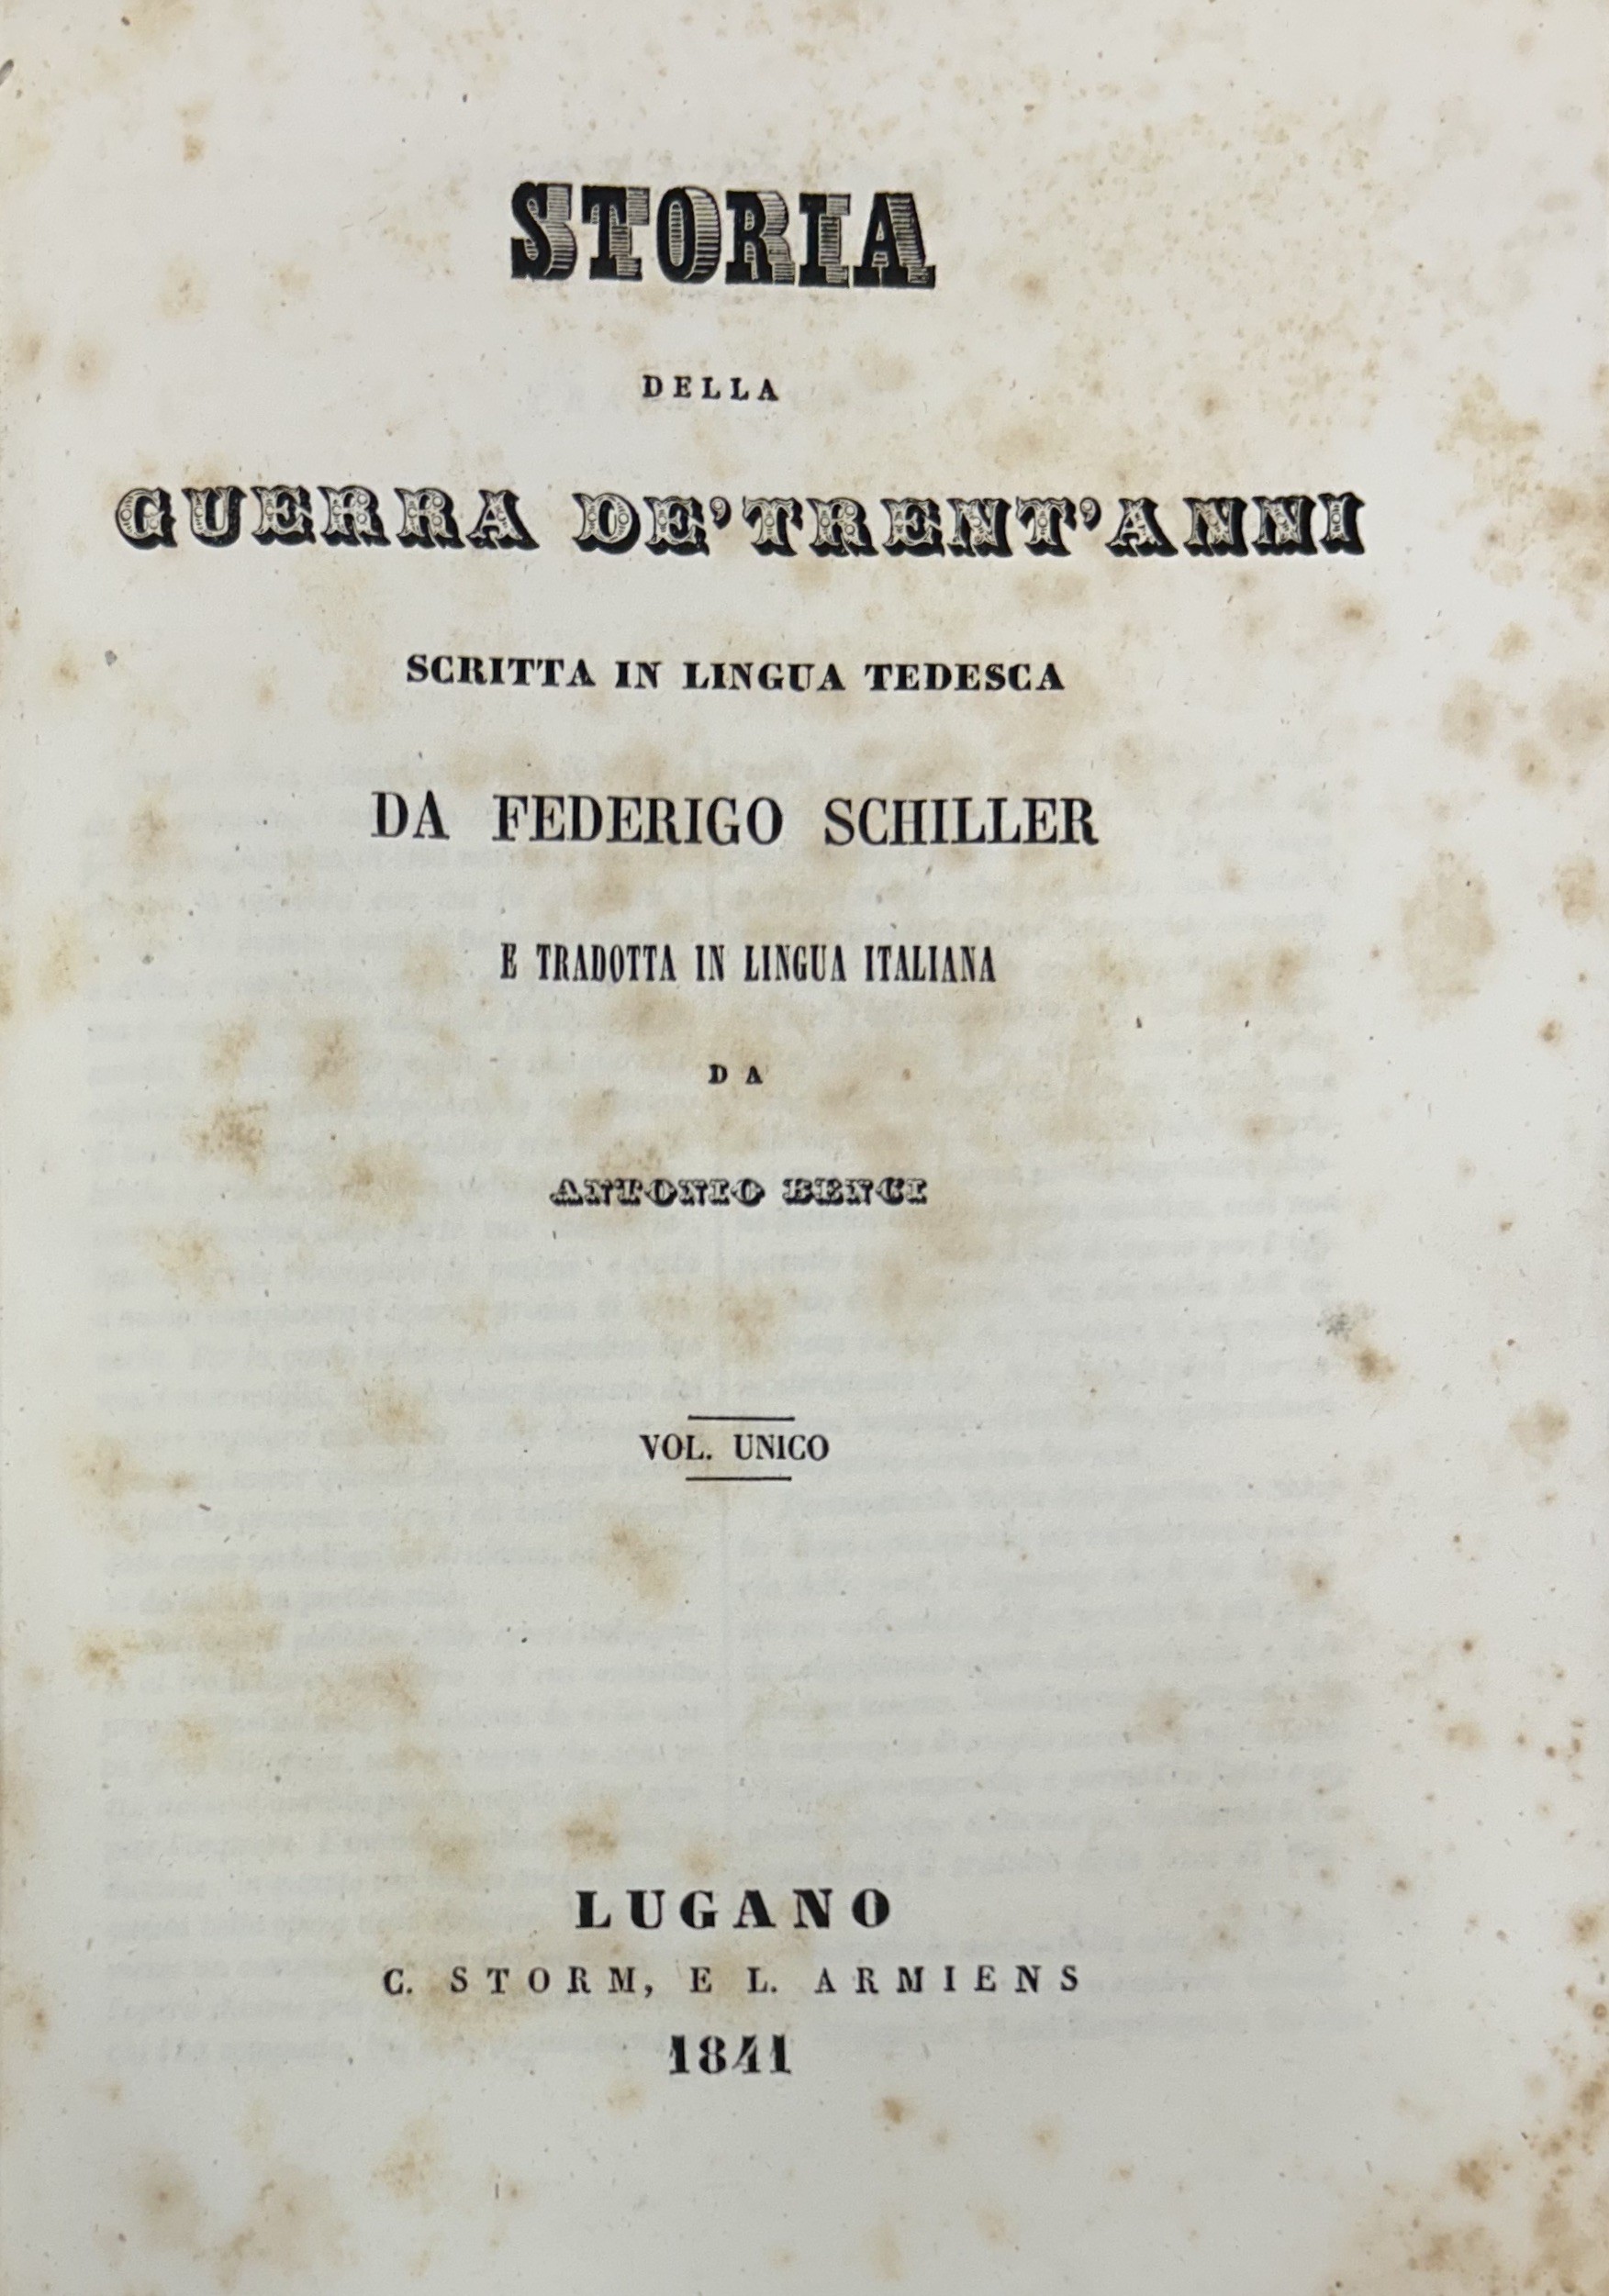 STORIA
DELLA
GUERRA DE' TRENT'ANNI
SCRITTA IN LINGUA TEDESCA
DA FEDERIGO SCHILLER
E TRADOTTA IN LINGUA ITALIANA
DA
ANTONIO BENCI
VOL. UNICO
LUGANO
C. STORM, E L. ARMIENS
1841